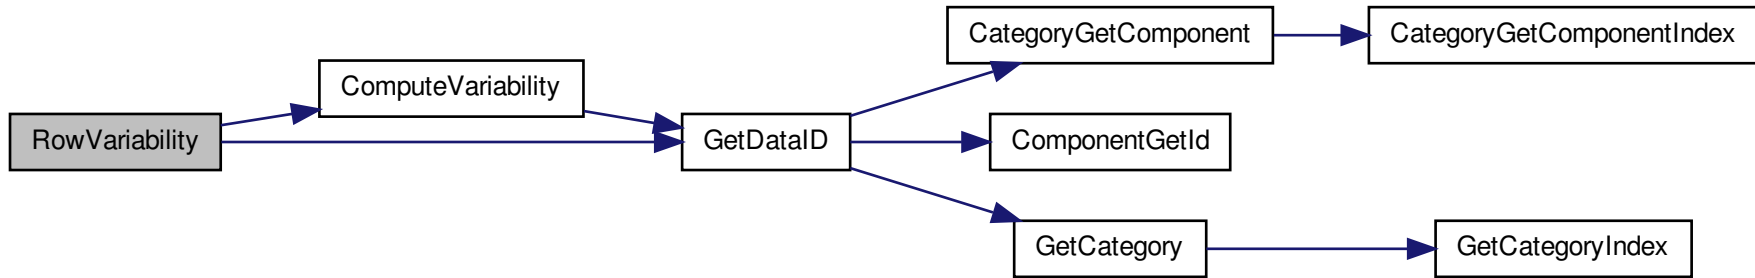 RowVariability
ComputeVariability
GetDataID
CategoryGetComponent
CategoryGetComponentIndex
ComponentGetId
GetCategory
GetCategoryIndex